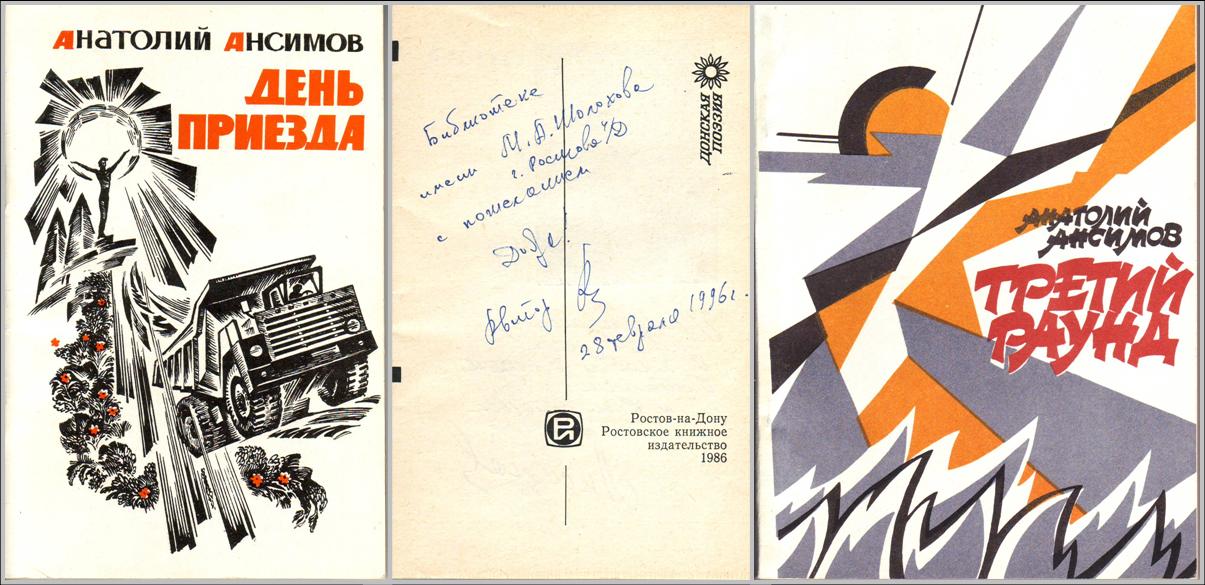 Анатолий Ансимов
ДЕНЬ
ПРИЕЗДА
ДОНСКАЯ
ПОЭЗИЯ
Библиотеке
имени М.А.Шолохова
г. Ростова н/Д
с пожеланием
Добра.
Автор
28 февраля 1996 г.
Ростов-на-Дону
Ростовское книжное
издательство
1986
АНАТОЛИЙ
АНСИМОВ
ТРЕТИЙ
РАУНД